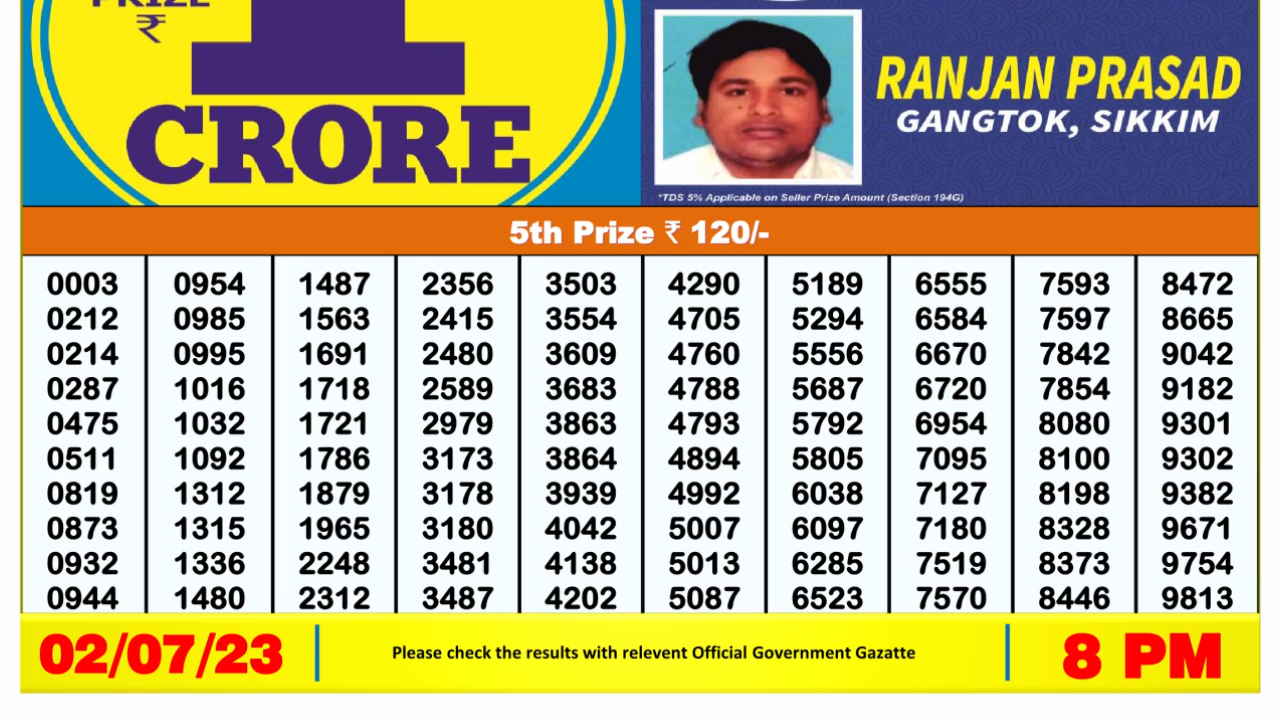 PRIZE
₹
1
CRORE
RANJAN PRASAD
GANGTOK, SIKKIM
*TDS 5% Applicable on Seller Prize Amount (Section 194G)
5th Prize ₹ 120/-
0003 0954 1487 2356 3503 4290 5189 6555 7593 8472
0212 0985 1563 2415 3554 4705 5294 6584 7597 8665
0214 0995 1691 2480 3609 4760 5556 6670 7842 9042
0287 1016 1718 2589 3683 4788 5687 6720 7854 9182
0475 1032 1721 2979 3863 4793 5792 6954 8080 9301
0511 1092 1786 3173 3864 4894 5805 7095 8100 9302
0819 1312 1879 3178 3939 4992 6038 7127 8198 9382
0873 1315 1965 3180 4042 5007 6097 7180 8328 9671
0932 1336 2248 3481 4138 5013 6285 7519 8373 9754
0944 1480 2312 3487 4202 5087 6523 7570 8446 9813
02/07/23
Please check the results with relevent Official Government Gazatte
8 PM